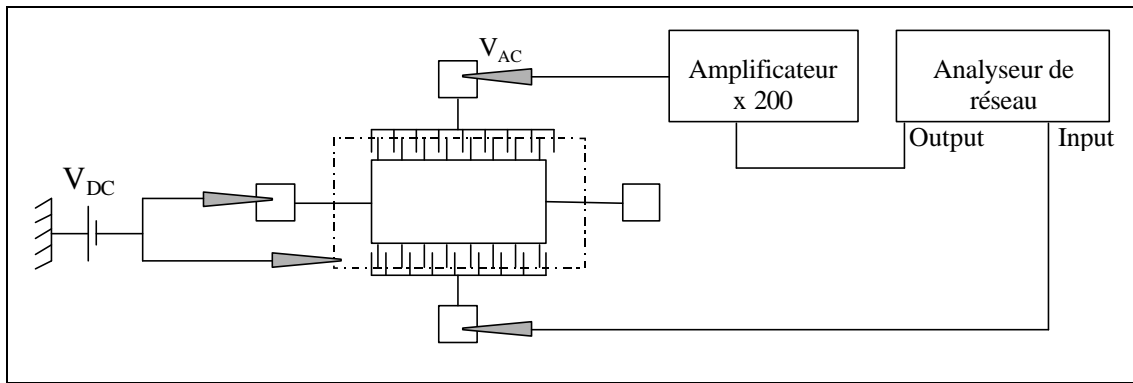 V_AC
Amplificateur
x 200
Analyseur de
réseau
Output
Input
V_DC